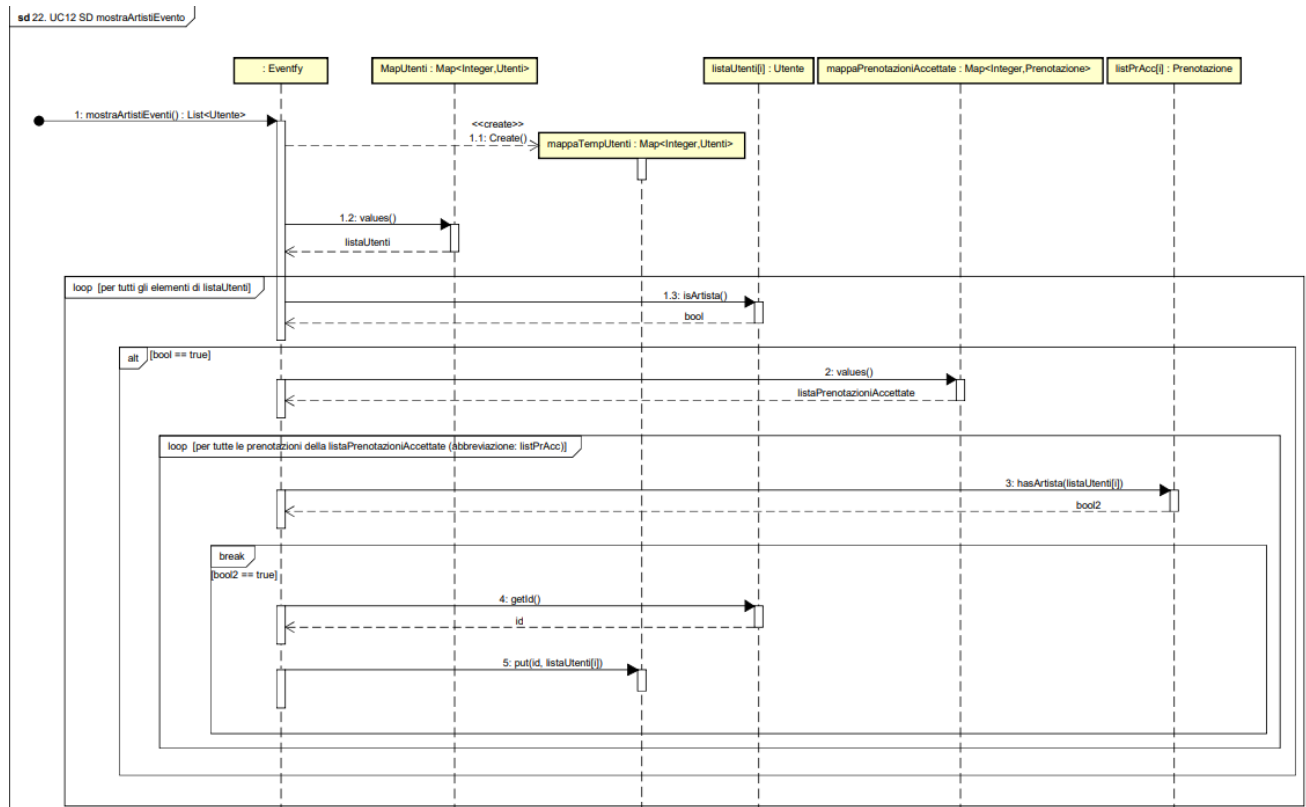 sd 22. UC12 SD mostraArtistiEvento
: Eventfy
MapUtenti : Map<Integer,Utenti>
listaUtenti[i] : Utente
mappaPrenotazioniAccettate : Map<Integer,Prenotazione>
listPrAcc[i] : Prenotazione
1: mostraArtistiEventi() : List<Utente>
<<create>>
1.1: Create()
mappaTempUtenti : Map<Integer,Utenti>
1.2: values()
listaUtenti
loop [per tutti gli elementi di listaUtenti]
1.3: isArtista()
bool
alt [bool == true]
2: values()
listaPrenotazioniAccettate
loop [per tutte le prenotazioni della listaPrenotazioniAccettate (abbreviazione: listPrAcc)]
3: hasArtista(listaUtenti[i])
bool2
break
[bool2 == true]
4: getId()
id
5: put(id, listaUtenti[i])